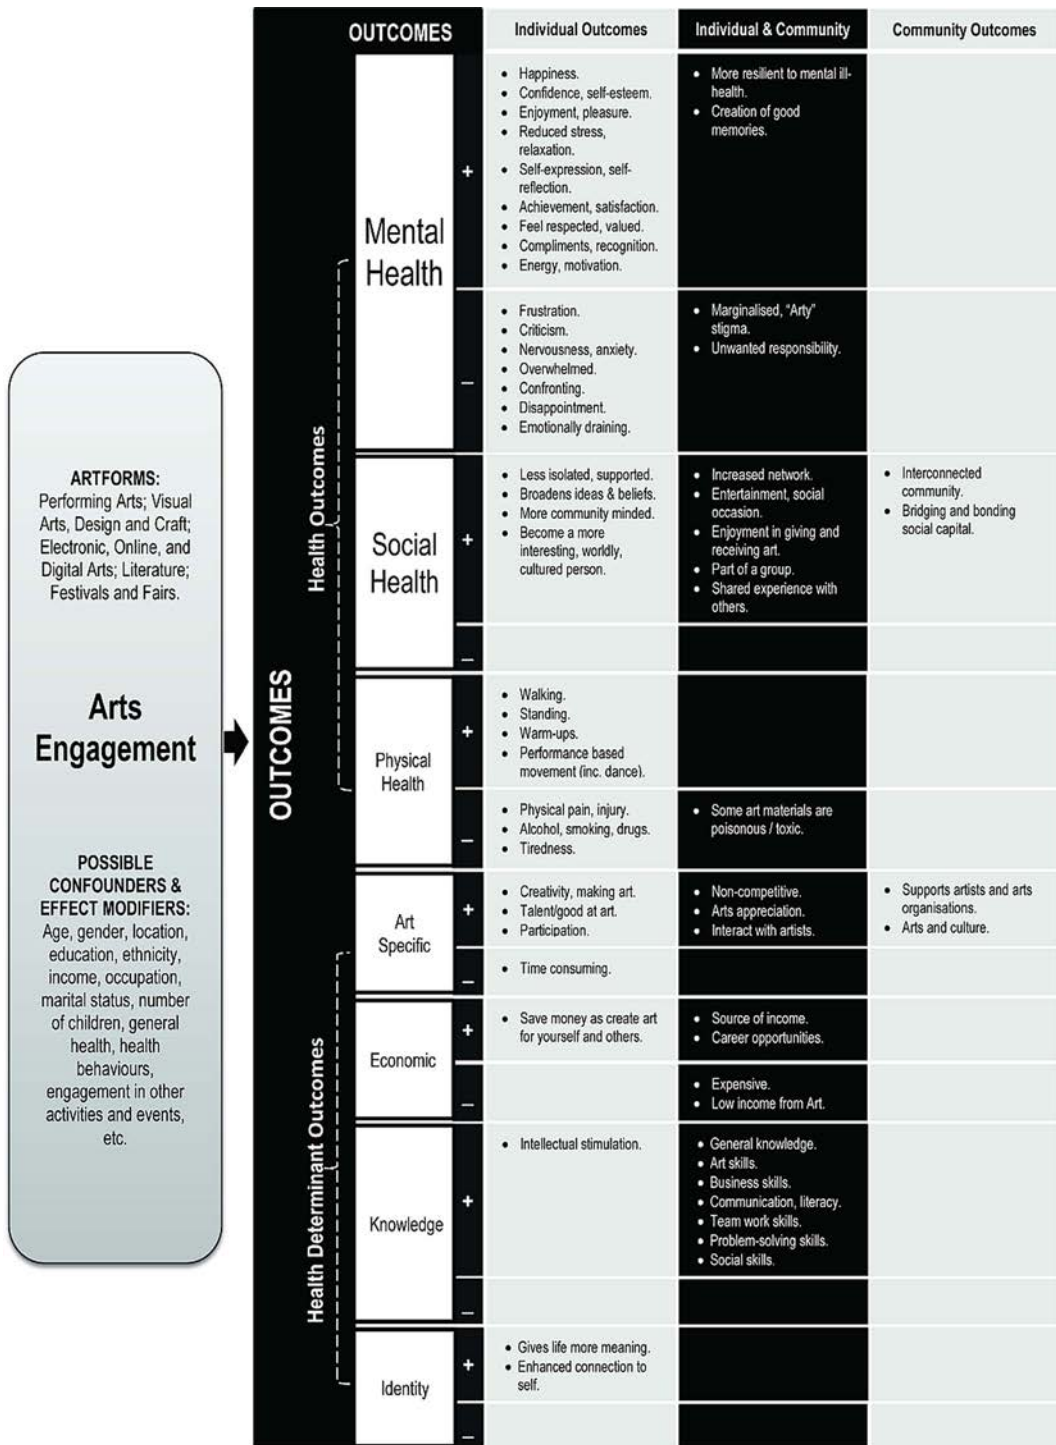 OUTCOMES
Individual Outcomes
Individual & Community
Community Outcomes
ARTFORMS:
Performing Arts; Visual
Arts, Design and Craft;
Electronic, Online, and
Digital Arts; Literature;
Festivals and Fairs.
Arts
Engagement
POSSIBLE
CONFOUNDERS &
EFFECT MODIFIERS:
Age, gender, location,
education, ethnicity,
income, occupation,
marital status, number
of children, general
health, health
behaviours,
engagement in other
activities and events,
etc.
OUTCOMES
Health Outcomes
Mental
Health
+
• Happiness.
• Confidence, self-esteem.
• Enjoyment, pleasure.
• Reduced stress,
relaxation.
• Self-expression, self-
reflection.
• Achievement, satisfaction.
• Feel respected, valued.
• Compliments, recognition.
• Energy, motivation.
• More resilient to mental ill-
health.
• Creation of good
memories.
–
• Frustration.
• Criticism.
• Nervousness, anxiety.
• Overwhelmed.
• Confronting.
• Disappointment.
• Emotionally draining.
• Marginalised, “Arty”
stigma.
• Unwanted responsibility.
Social
Health
+
• Less isolated, supported.
• Broadens ideas & beliefs.
• More community minded.
• Become a more
interesting, worldly,
cultured person.
• Increased network.
• Entertainment, social
occasion.
• Enjoyment in giving and
receiving art.
• Part of a group.
• Shared experience with
others.
• Interconnected
community.
• Bridging and bonding
social capital.
–
Physical
Health
+
• Walking.
• Standing.
• Warm-ups.
• Performance based
movement (inc. dance).
–
• Physical pain, injury.
• Alcohol, smoking, drugs.
• Tiredness.
• Some art materials are
poisonous / toxic.
Health Determinant Outcomes
Art
Specific
+
• Creativity, making art.
• Talent/good at art.
• Participation.
• Non-competitive.
• Arts appreciation.
• Interact with artists.
• Supports artists and arts
organisations.
• Arts and culture.
–
• Time consuming.
Economic
+
• Save money as create art
for yourself and others.
• Source of income.
• Career opportunities.
–
• Expensive.
• Low income from Art.
Knowledge
+
• Intellectual stimulation.
• General knowledge.
• Art skills.
• Business skills.
• Communication, literacy.
• Team work skills.
• Problem-solving skills.
• Social skills.
–
Identity
+
• Gives life more meaning.
• Enhanced connection to
self.
–